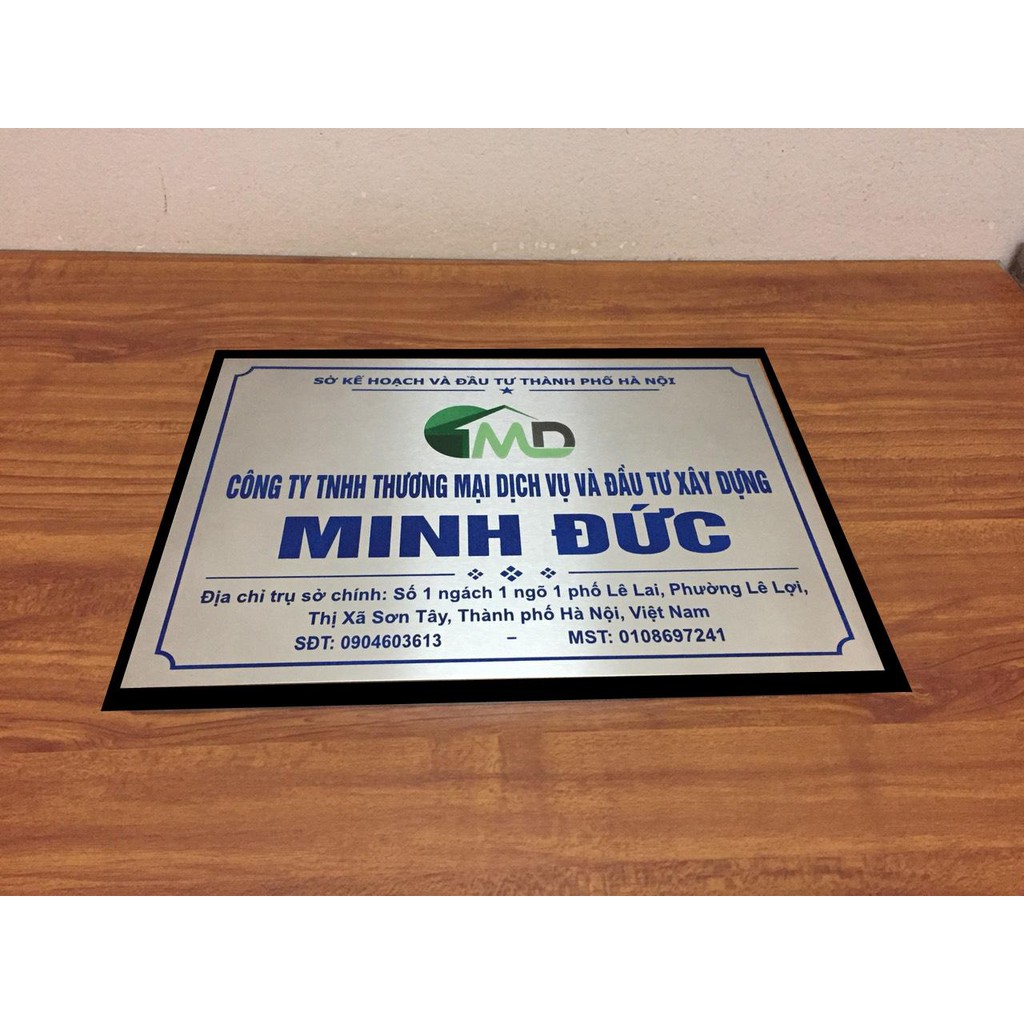 SỞ KẾ HOẠCH VÀ ĐẦU TƯ THÀNH PHỐ HÀ NỘI
MD
CÔNG TY TNHH THƯƠNG MẠI DỊCH VỤ VÀ ĐẦU TƯ XÂY DỰNG
MINH ĐỨC
Địa chỉ trụ sở chính: Số 1 ngách 1 ngõ 1 phố Lê Lai, Phường Lê Lợi,
Thị Xã Sơn Tây, Thành phố Hà Nội, Việt Nam
SĐT: 0904603613 – MST: 0108697241